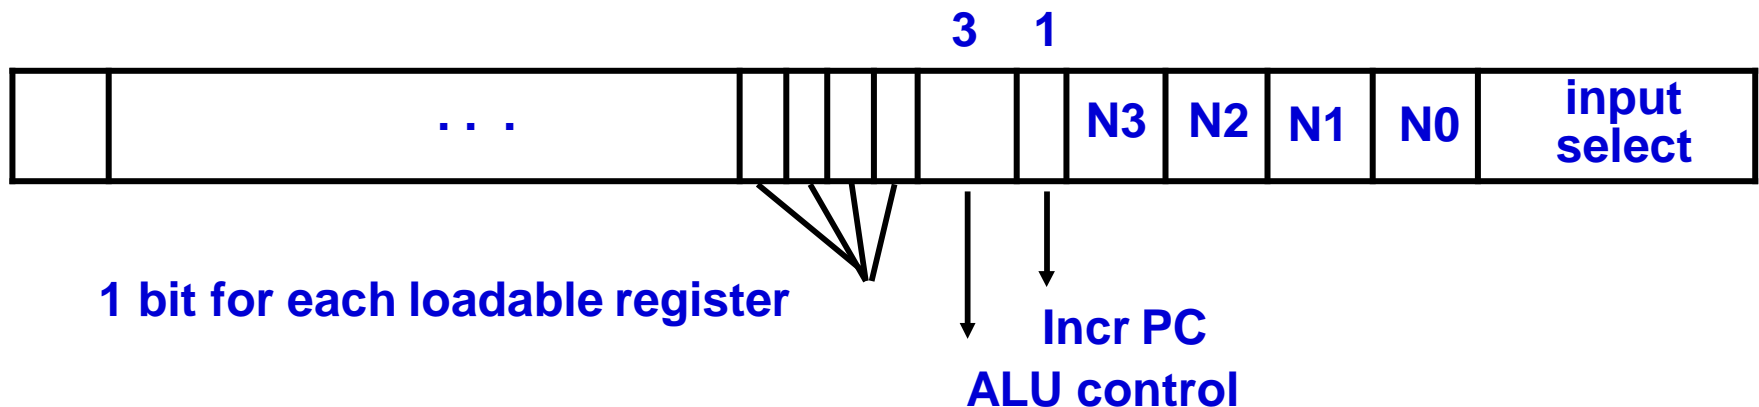 3 1
. . .
N3 N2 N1 N0 input
select
1 bit for each loadable register
Incr PC
ALU control